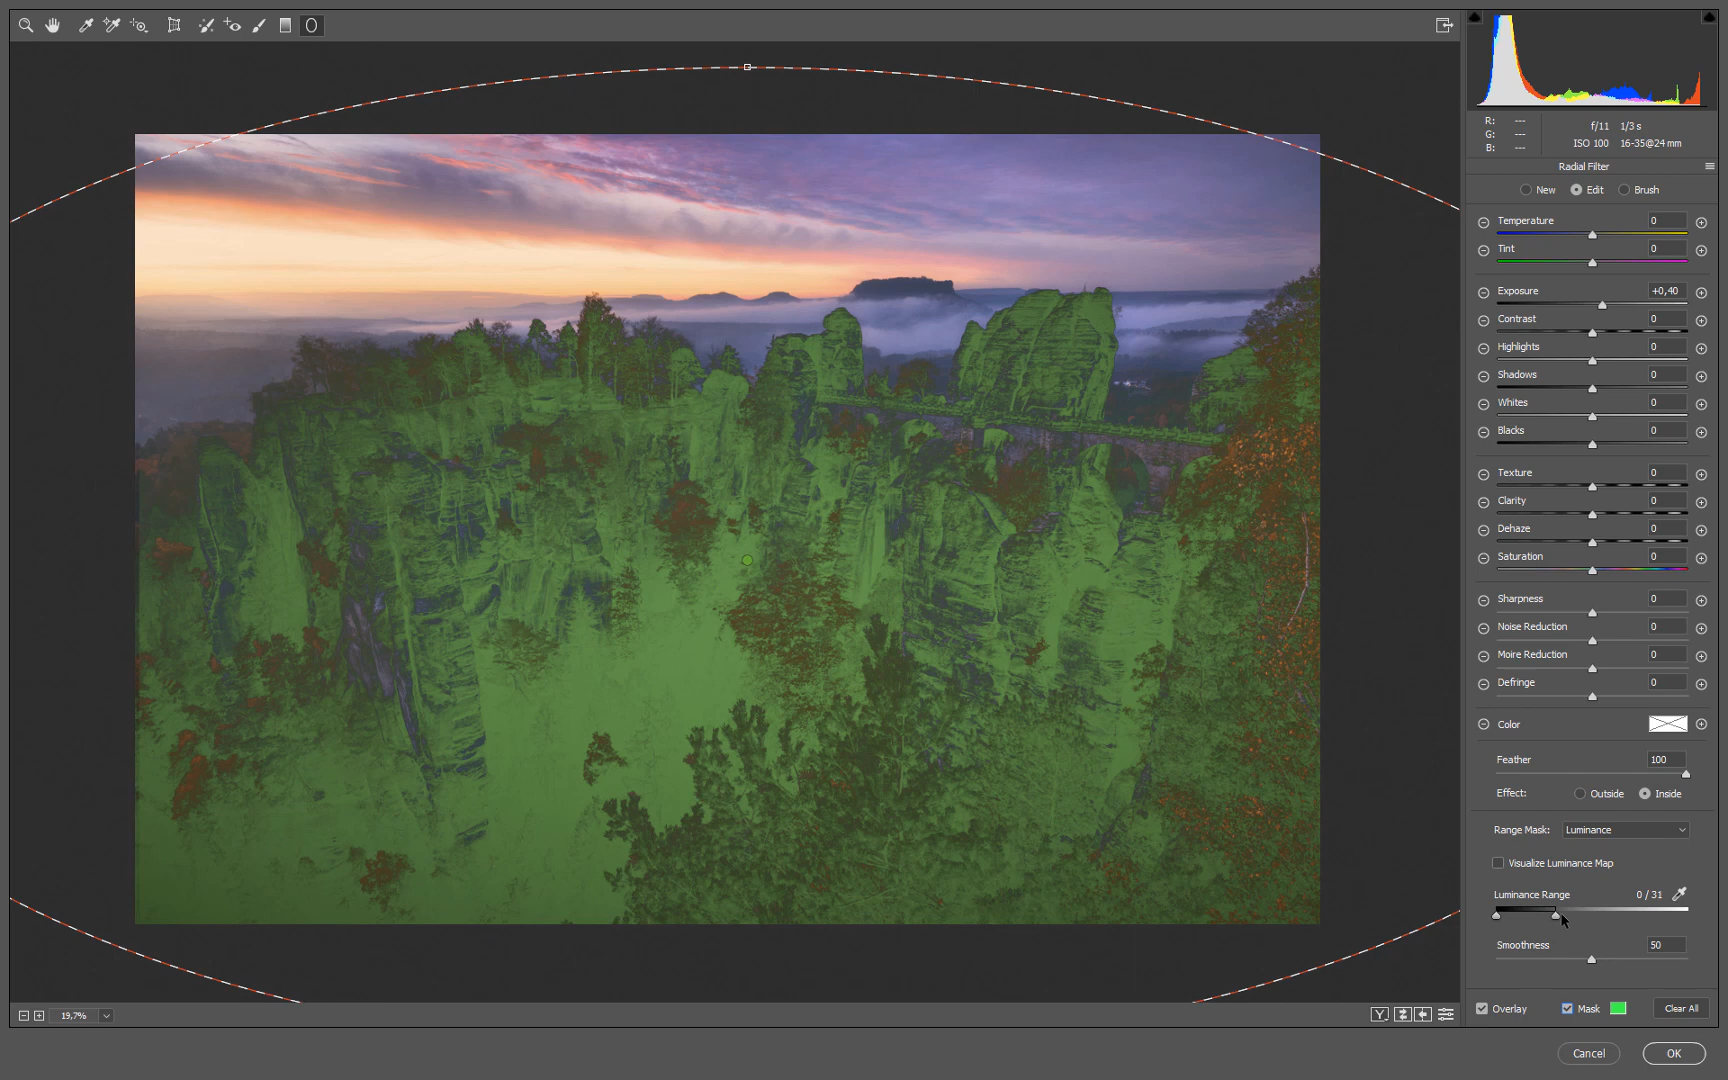 R: ---
G: ---
B: ---
f/11 1/3 s
ISO 100 16-35@24 mm
Radial Filter
New Edit Brush
Temperature 0
Tint 0
Exposure +0,40
Contrast 0
Highlights 0
Shadows 0
Whites 0
Blacks 0
Texture 0
Clarity 0
Dehaze 0
Saturation 0
Sharpness 0
Noise Reduction 0
Moire Reduction 0
Defringe 0
Color
Feather 100
Effect: Outside Inside
Range Mask: Luminance
Visualize Luminance Map
Luminance Range 0 / 31
Smoothness 50
Overlay Mask Clear All
19,7% Y
Cancel OK